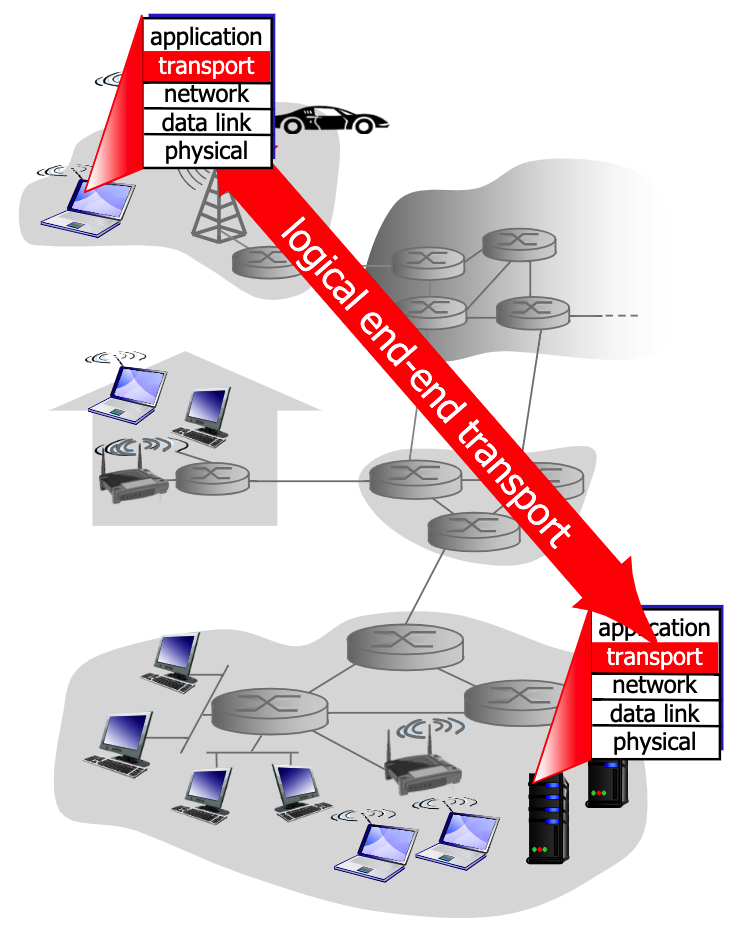 application
transport
network
data link
physical
logical end-end transport
application
transport
network
data link
physical